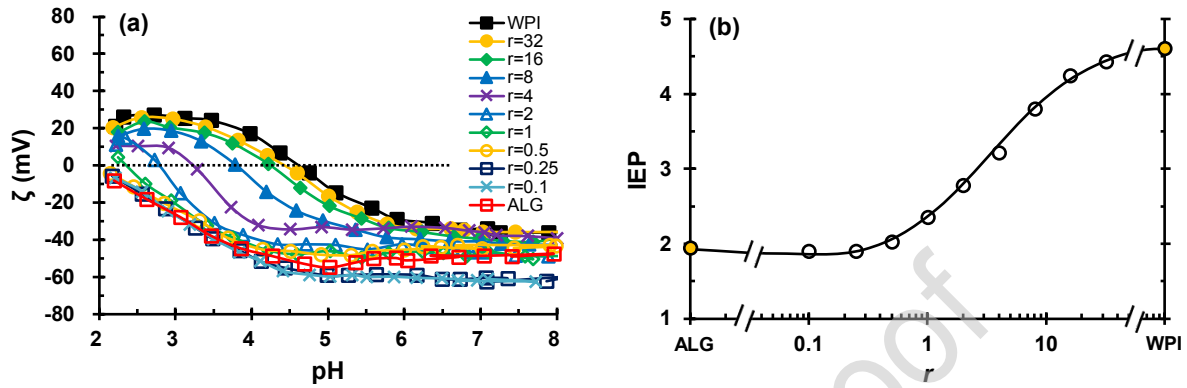 (a)
ζ (mV)
80
60
40
20
0
-20
-40
-60
-80
2 3 4 5 6 7 8
pH
WPI
r=32
r=16
r=8
r=4
r=2
r=1
r=0.5
r=0.25
r=0.1
ALG
(b)
IEP
5
4
3
2
1
ALG 0.1 1 10 WPI
r
oof